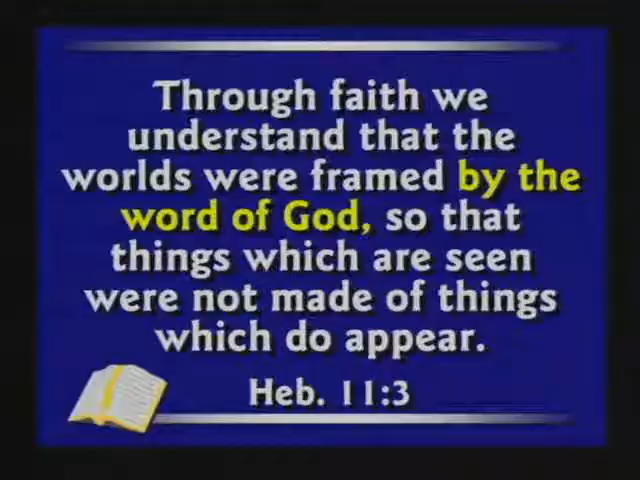 Through faith we
understand that the
worlds were framed by the
word of God, so that
things which are seen
were not made of things
which do appear.
Heb. 11:3